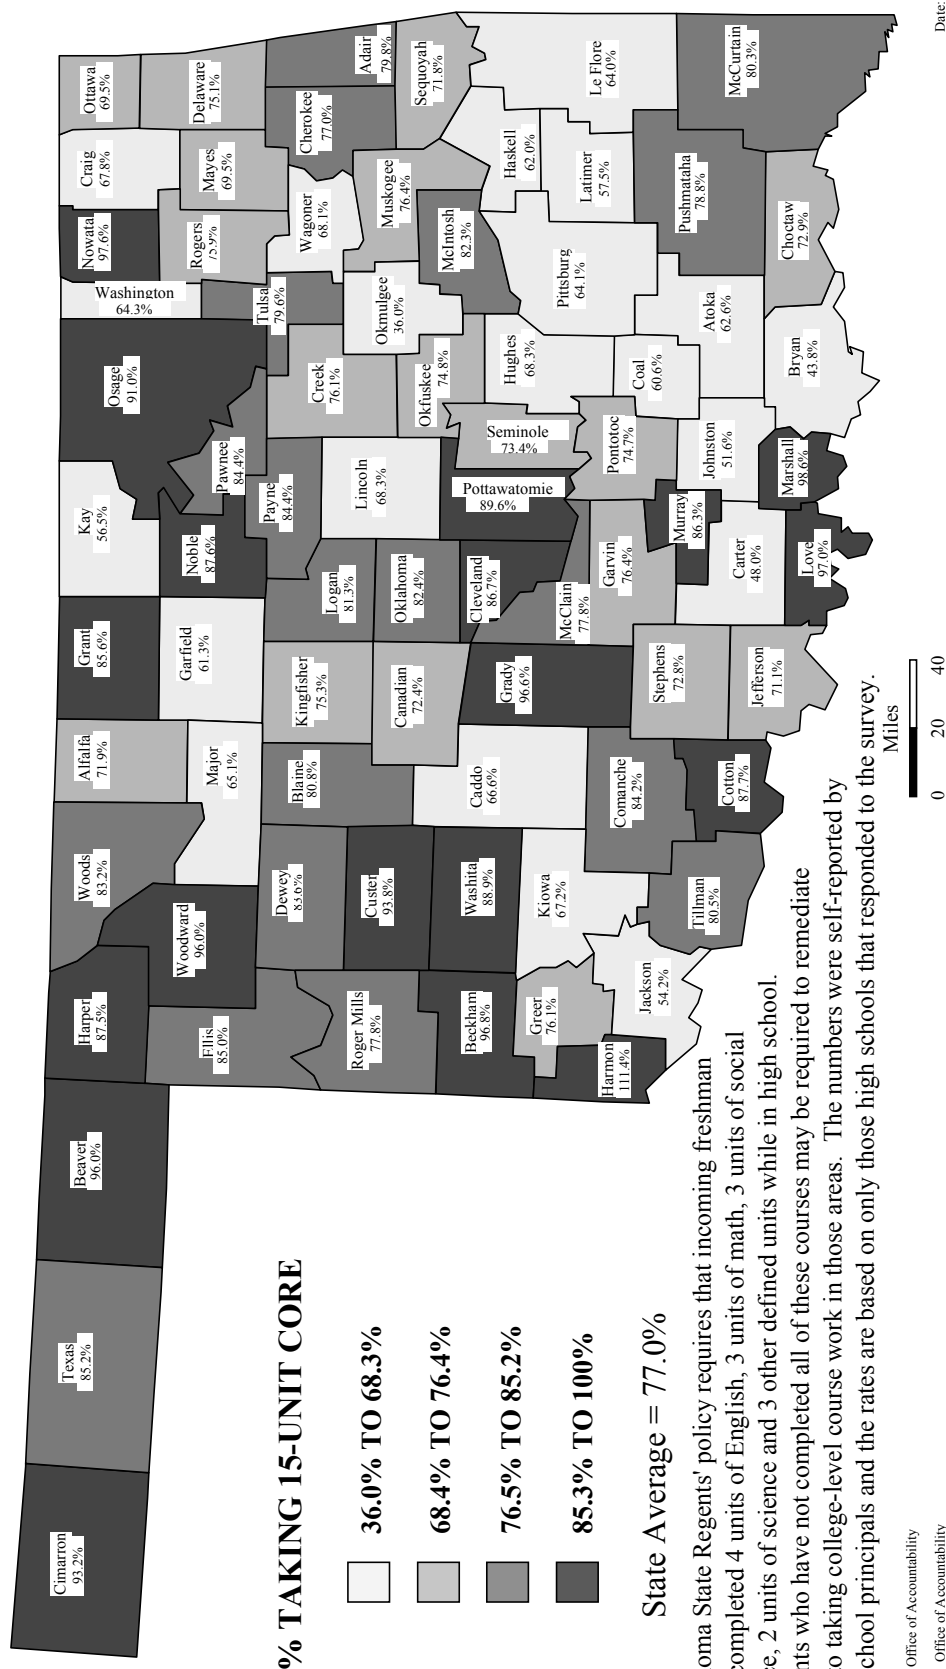 Cimarron
93.2%
Texas
85.2%
Beaver
96.0%
Harper
87.5%
Woods
83.2%
Alfalfa
71.9%
Grant
85.6%
Kay
56.5%
Osage
91.0%
Washington
64.3%
Nowata
97.6%
Craig
67.8%
Ottawa
69.5%
Ellis
85.0%
Woodward
96.0%
Major
65.1%
Garfield
61.3%
Noble
87.6%
Pawnee
84.4%
Rogers
75.9%
Mayes
69.5%
Delaware
75.1%
Roger Mills
77.8%
Dewey
83.6%
Blaine
80.8%
Kingfisher
75.3%
Logan
81.3%
Payne
84.4%
Creek
76.1%
Tulsa
79.6%
Wagoner
68.1%
Cherokee
77.0%
Adair
79.8%
Custer
93.8%
Canadian
72.4%
Oklahoma
82.4%
Lincoln
68.3%
Okfuskee
74.8%
Okmulgee
36.0%
Muskogee
76.4%
Sequoyah
71.8%
Beckham
96.8%
Washita
88.9%
Caddo
66.6%
Grady
96.6%
Cleveland
86.7%
Pottawatomie
89.6%
Seminole
73.4%
Hughes
68.3%
McIntosh
82.3%
Haskell
62.0%
Greer
76.1%
Kiowa
67.2%
McClain
77.8%
Garvin
76.4%
Pontotoc
74.7%
Pittsburg
64.1%
Latimer
57.5%
Le Flore
64.0%
Harmon
111.4%
Jackson
54.2%
Tillman
80.5%
Comanche
84.2%
Stephens
72.8%
Murray
86.3%
Coal
60.6%
Atoka
62.6%
Pushmataha
78.8%
McCurtain
80.3%
Cotton
87.7%
Jefferson
71.1%
Carter
48.0%
Johnston
51.6%
Love
97.0%
Marshall
98.6%
Bryan
43.8%
Choctaw
72.9%
% TAKING 15-UNIT CORE
36.0% TO 68.3%
68.4% TO 76.4%
76.5% TO 85.2%
85.3% TO 100%
State Average = 77.0%
oma State Regents' policy requires that incoming freshman
completed 4 units of English, 3 units of math, 3 units of social
e, 2 units of science and 3 other defined units while in high school.
nts who have not completed all of these courses may be required to remediate
o taking college-level course work in those areas. The numbers were self-reported by
chool principals and the rates are based on only those high schools that responded to the survey.
Miles
0 20 40
Office of Accountability
Office of Accountability
Date: